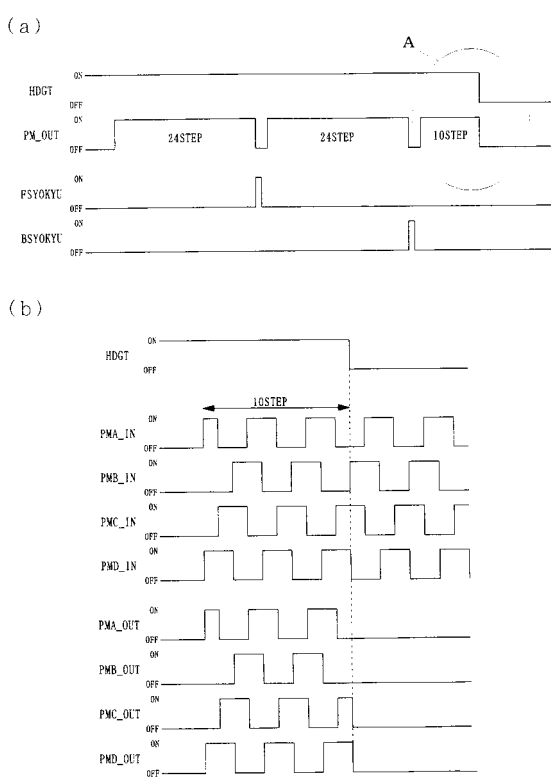 (a)
A
ON
HDGT
OFF
ON
PM_OUT 24STEP 24STEP 10STEP
OFF
ON
FSYOKYU
OFF
ON
BSYOKYU
OFF
(b)
ON
HDGT
OFF
10STEP
ON
PMA_IN
OFF
ON
PMB_IN
OFF
ON
PMC_IN
OFF
ON
PMD_IN
OFF
ON
PMA_OUT
OFF
ON
PMB_OUT
OFF
ON
PMC_OUT
OFF
ON
PMD_OUT
OFF